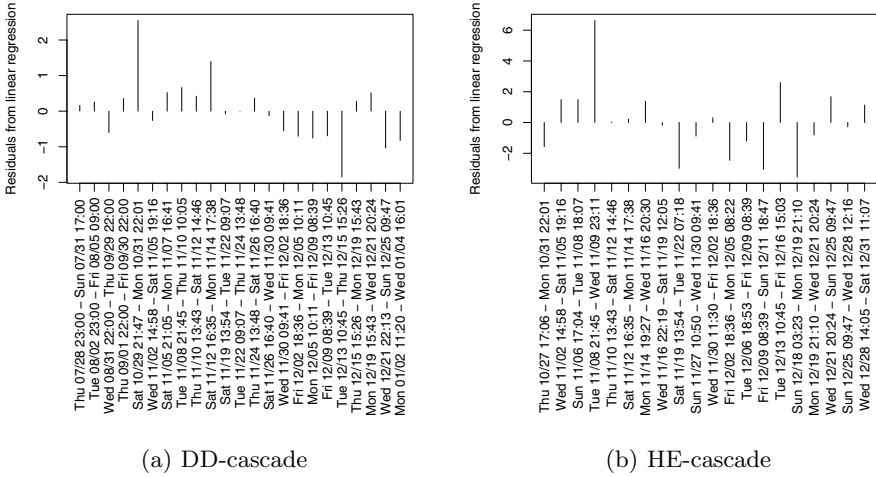 Residuals from linear regression
2
1
0
−1
−2
Thu 07/28 23:00 − Sun 07/31 17:00
Tue 08/02 23:00 − Fri 08/05 09:00
Wed 08/31 22:00 − Thu 09/29 22:00
Thu 09/01 22:00 − Fri 09/30 22:00
Sat 10/29 21:47 − Mon 10/31 22:01
Wed 11/02 14:58 − Sat 11/05 19:16
Sat 11/05 21:05 − Mon 11/07 16:41
Tue 11/08 21:45 − Thu 11/10 10:05
Thu 11/10 13:43 − Sat 11/12 14:46
Sat 11/12 16:35 − Mon 11/14 17:38
Sat 11/19 13:54 − Tue 11/22 09:07
Tue 11/22 09:07 − Thu 11/24 13:48
Thu 11/24 13:48 − Sat 11/26 16:40
Sat 11/26 16:40 − Wed 11/30 09:41
Wed 11/30 09:41 − Fri 12/02 18:36
Fri 12/02 18:36 − Mon 12/05 10:11
Mon 12/05 10:11 − Fri 12/09 08:39
Fri 12/09 08:39 − Tue 12/13 10:45
Tue 12/13 10:45 − Thu 12/15 15:26
Thu 12/15 15:26 − Mon 12/19 15:43
Mon 12/19 15:43 − Wed 12/21 20:24
Wed 12/21 22:13 − Sun 12/25 09:47
Mon 01/02 11:20 − Wed 01/04 16:01
(a) DD-cascade
Residuals from linear regression
6
4
2
0
−2
Thu 10/27 17:06 − Mon 10/31 22:01
Wed 11/02 14:58 − Sat 11/05 19:16
Sun 11/06 17:04 − Tue 11/08 18:07
Tue 11/08 21:45 − Wed 11/09 23:11
Thu 11/10 13:43 − Sat 11/12 14:46
Sat 11/12 16:35 − Mon 11/14 17:38
Mon 11/14 19:27 − Wed 11/16 20:30
Wed 11/16 22:19 − Sat 11/19 12:05
Sat 11/19 13:54 − Tue 11/22 07:18
Sun 11/27 10:50 − Wed 11/30 09:41
Wed 11/30 11:30 − Fri 12/02 18:36
Fri 12/02 18:36 − Mon 12/05 08:22
Tue 12/06 18:53 − Fri 12/09 08:39
Fri 12/09 08:39 − Sun 12/11 18:47
Tue 12/13 10:45 − Fri 12/16 15:03
Sun 12/18 03:23 − Mon 12/19 21:10
Mon 12/19 21:10 − Wed 12/21 20:24
Wed 12/21 20:24 − Sun 12/25 09:47
Sun 12/25 09:47 − Wed 12/28 12:16
Wed 12/28 14:05 − Sat 12/31 11:07
(b) HE-cascade